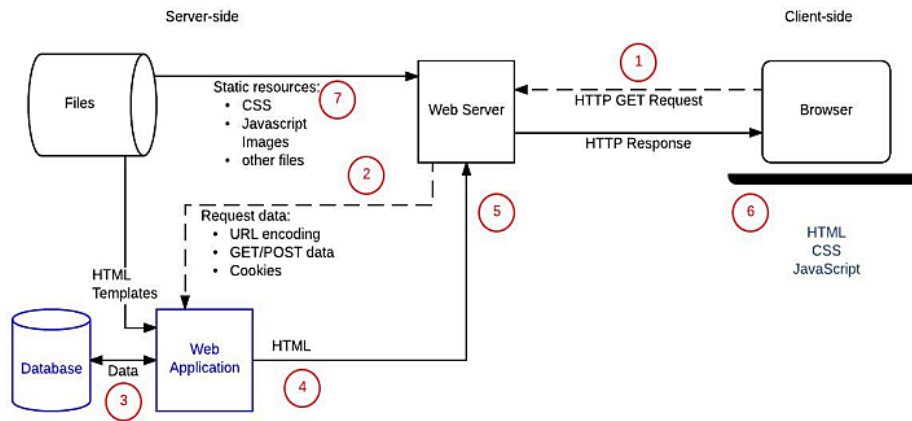 Server-side
Client-side
Files
Static resources:
• CSS
• Javascript
Images
• other files
7
Web Server
1
HTTP GET Request
HTTP Response
Browser
2
Request data:
• URL encoding
• GET/POST data
• Cookies
5
6
HTML
CSS
JavaScript
HTML
Templates
Database
Data
3
Web
Application
HTML
4